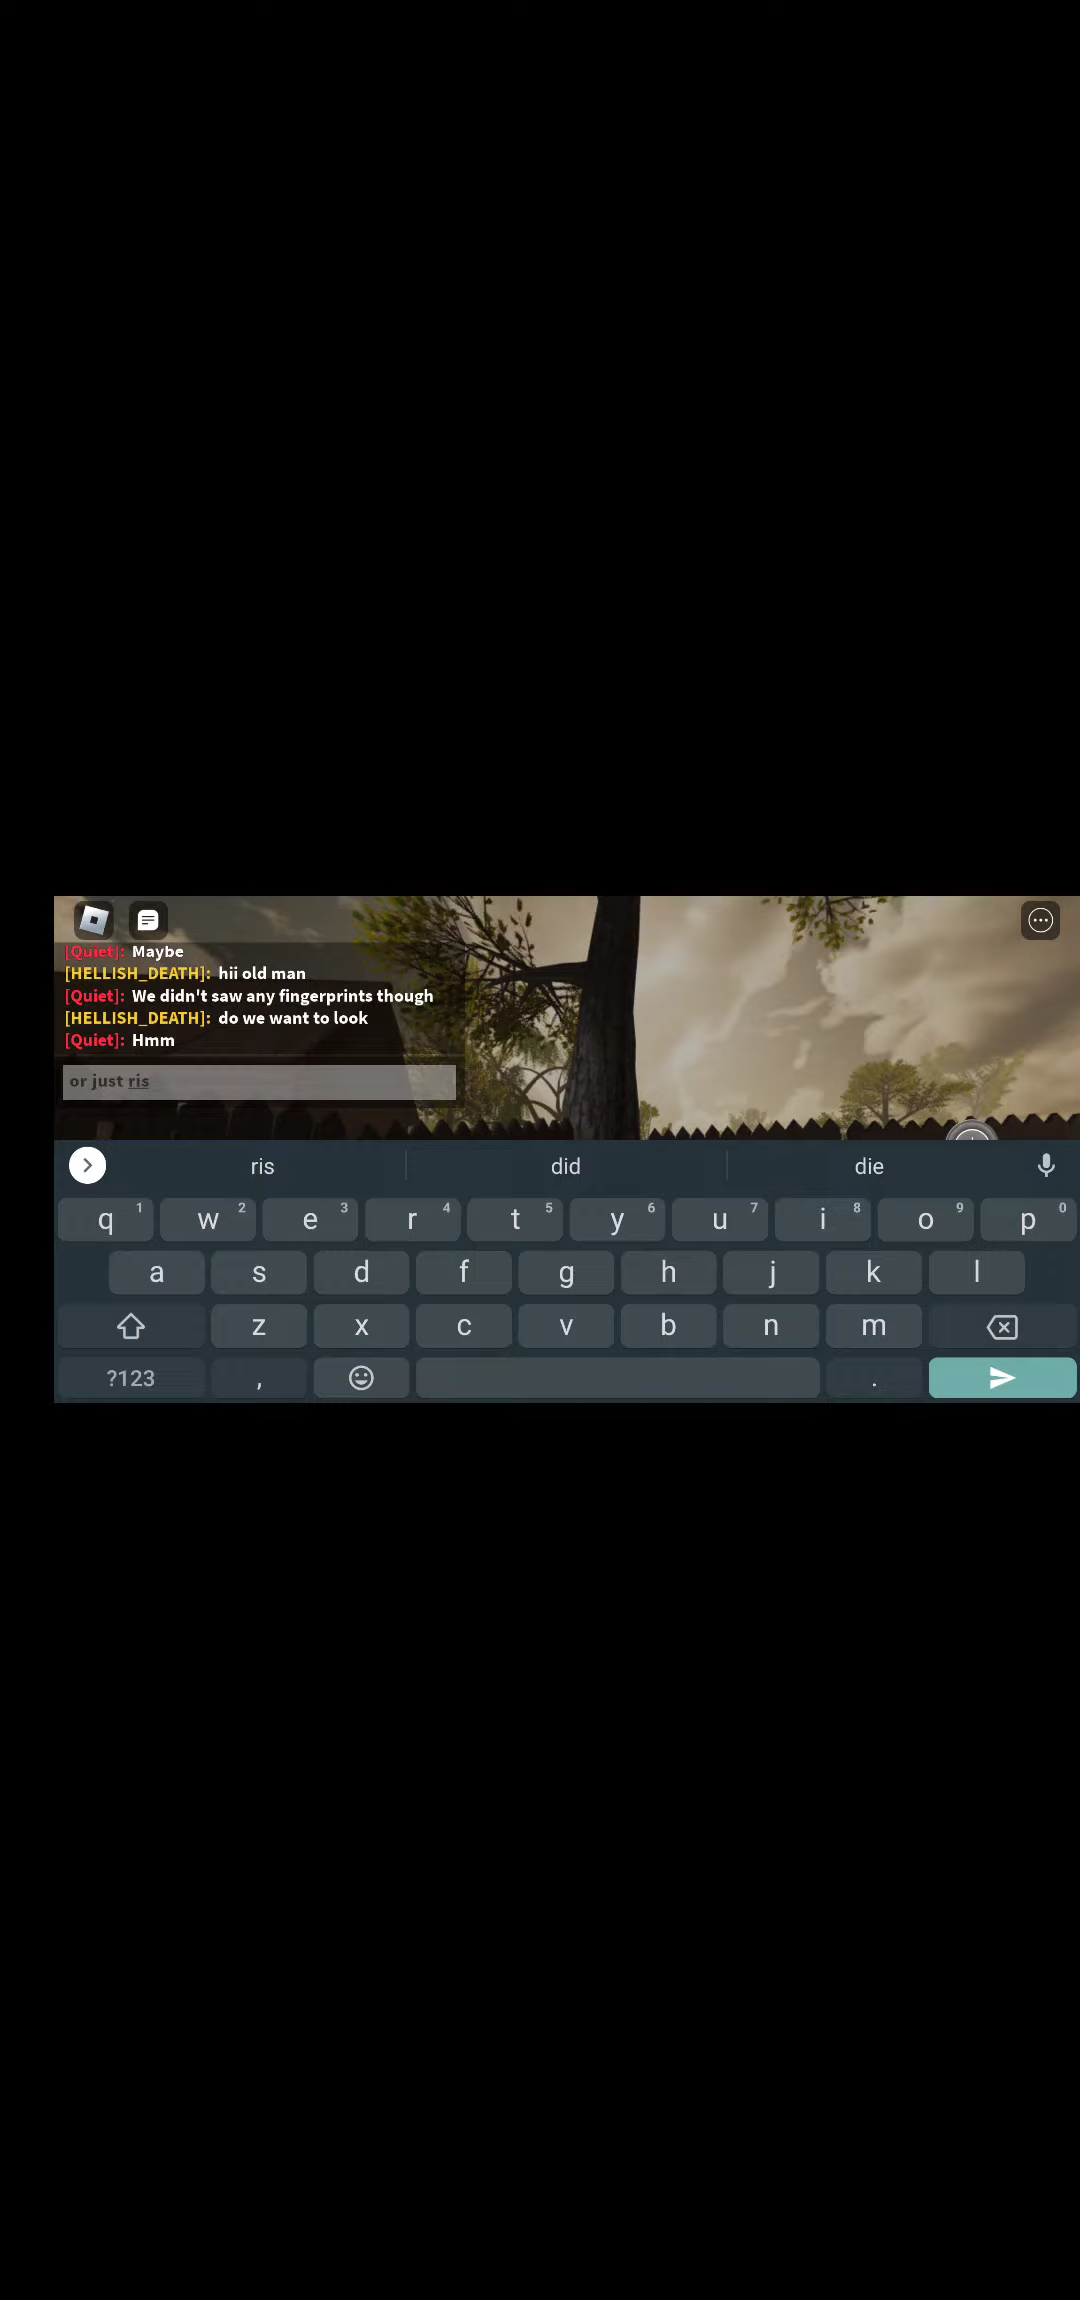 [Quiet]: Maybe
[HELLISH_DEATH]: hii old man
[Quiet]: We didn't saw any fingerprints though
[HELLISH_DEATH]: do we want to look
[Quiet]: Hmm
or just ris
ris did die
q 1 w 2 e 3 r 4 t 5 y 6 u 7 i 8 o 9 p 0
a s d f g h j k l
z x c v b n m
?123 , .